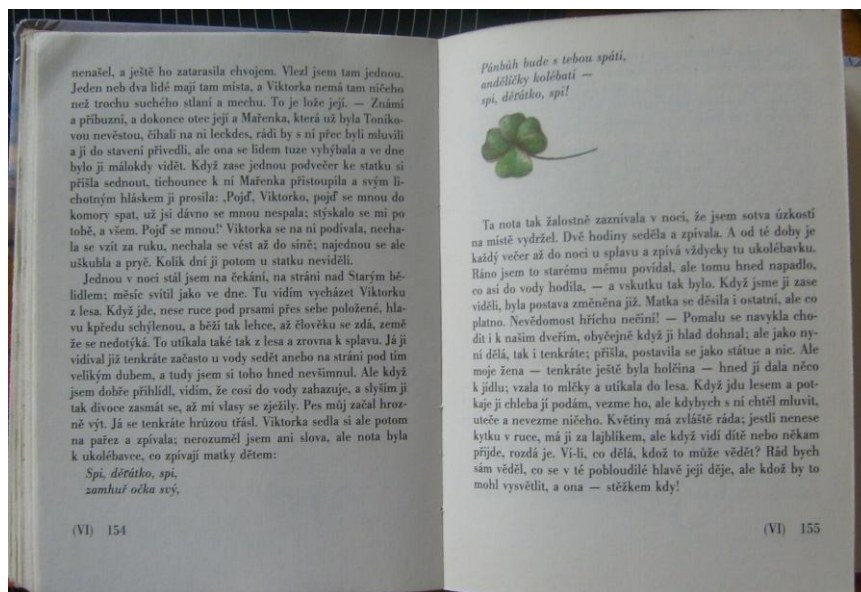 nenašel, a ještě ho zatarasila chvojem. Vlezl jsem tam jednou.
Jeden neb dva lidé mají tam místa, a Viktorka nemá tam ničeho
než trochu suchého stlaní a mechu. To je lože její. — Známí
a příbuzní, a dokonce otec její a Mařenka, která už byla Toníko-
vou nevěstou, číhali na ni leckdes, rádi by s ní přec byli mluvili
a ji do stavení přivedli, ale ona se lidem tuze vyhýbala a ve dne
bylo ji málokdy vidět. Když zase jednou podvečer ke statku si
přišla sednout, tichounce k ní Mařenka přistoupila a svým li-
chotným hláskem ji prosila: ‚Pojď, Viktorko, pojď se mnou do
komory spat, už jsi dávno se mnou nespala; stýskalo se mi po
tobě, a všem. Pojď se mnou!‘ Viktorka se na ni podívala, necha-
la se vzít za ruku, nechala se vést až do síně; najednou se ale
uškubla a pryč. Kolik dní ji potom u statku neviděli.
Jednou v noci stál jsem na čekání, na stráni nad Starým bě-
lidlem; měsíc svítil jako ve dne. Tu vidím vycházet Viktorku
z lesa. Když jde, nese ruce pod prsami přes sebe položené, hla-
vu kpředu schýlenou, a běží tak lehce, až člověku se zdá, země
že se nedotýká. To utíkala také tak z lesa a zrovna k splavu. Já ji
vídíval již tenkráte začasto u vody sedět anebo na stráni pod tím
velikým dubem, a tudy jsem si toho hned nevšimnul. Ale když
jsem dobře přihlídl, vidím, že cosi do vody zahazuje, a slyším ji
tak divoce zasmát se, až mi vlasy se zježily. Pes můj začal hroz-
ně výt. Já se tenkráte hrůzou třásl. Viktorka sedla si ale potom
na pařez a zpívala; nerozuměl jsem ani slova, ale nota byla
k ukolébavce, co zpívají matky dětem:
Spi, děťátko, spi,
zamhuř očka svý,
(VI) 154
Pánbůh bude s tebou spáti,
andělíčky kolébati —
spi, děťátko, spi!
Ta nota tak žalostně zaznívala v noci, že jsem sotva úzkostí
na místě vydržel. Dvě hodiny seděla a zpívala. A od té doby je
každý večer až do noci u splavu a zpívá vždycky tu ukolébavku.
Ráno jsem to starému mému povídal, ale tomu hned napadlo,
co asi do vody hodila, — a vskutku tak bylo. Když jsme ji zase
viděli, byla postava změněna již. Matka se děsila i ostatní, ale co
platno. Nevědomost hříchu nečiní! — Pomalu se navykla cho-
dit i k našim dveřím, obyčejně když ji hlad dohnal; ale jako ny-
ní dělá, tak i tenkráte; přišla, postavila se jako státue a nic. Ale
moje žena — tenkráte ještě byla holčina — hned jí dala něco
k jídlu; vzala to mlčky a utíkala do lesa. Když jdu lesem a pot-
kaje ji chleba jí podám, vezme ho, ale kdybych s ní chtěl mluvit,
uteče a nevezme ničeho. Květiny má zvláště ráda; jestli nenese
kytku v ruce, má ji za lajblíkem, ale když vidí dítě nebo někam
přijde, rozdá je. Ví-li, co dělá, kdož to může vědět? Rád bych
sám věděl, co se v té pobloudilé hlavě její děje, ale kdož by to
mohl vysvětlit, a ona — stěžkem kdy!
(VI) 155